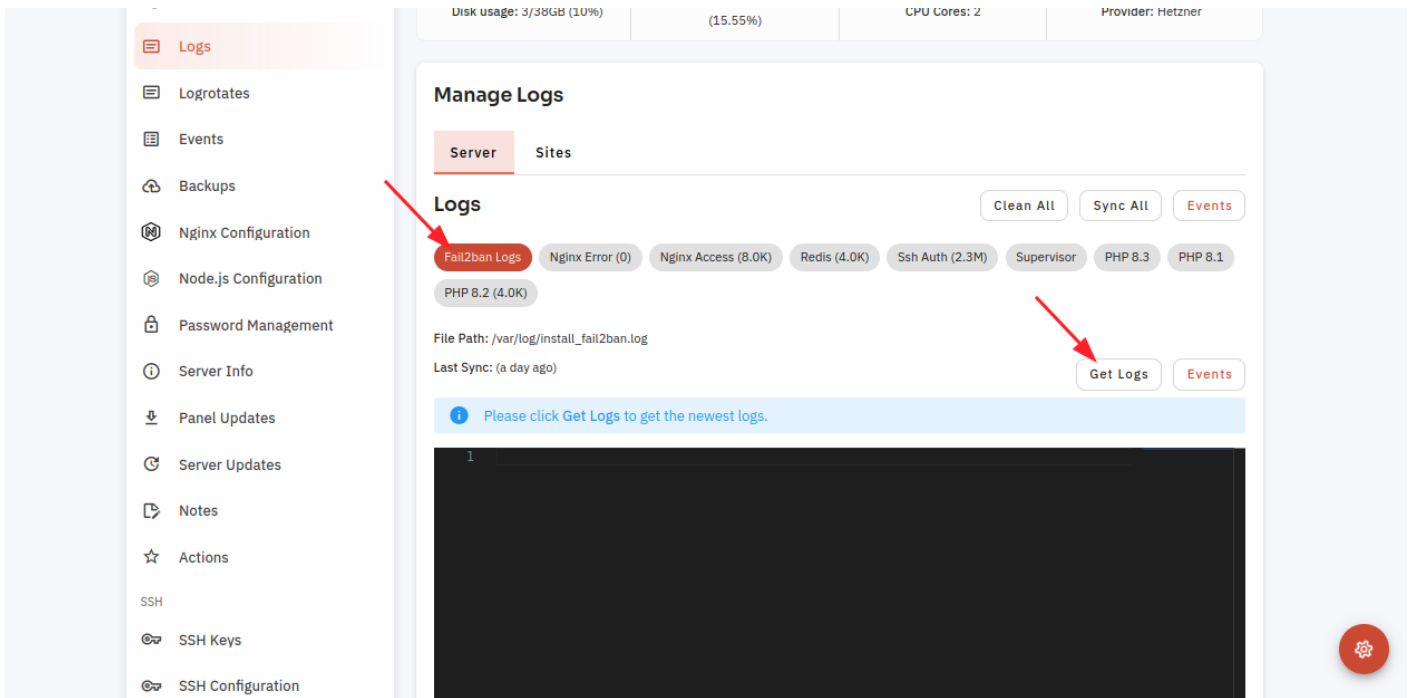 Disk usage: 3/38GB (10%)
(15.55%)
CPU Cores: 2
Provider: Hetzner
Logs
Logrotates
Events
Backups
Nginx Configuration
Node.js Configuration
Password Management
Server Info
Panel Updates
Server Updates
Notes
Actions
SSH
SSH Keys
SSH Configuration
Manage Logs
Server Sites
Logs
Clean All Sync All Events
Fail2ban Logs Nginx Error (0) Nginx Access (8.0K) Redis (4.0K) Ssh Auth (2.3M) Supervisor PHP 8.3 PHP 8.1
PHP 8.2 (4.0K)
File Path: /var/log/install_fail2ban.log
Last Sync: (a day ago)
Get Logs Events
Please click Get Logs to get the newest logs.
1